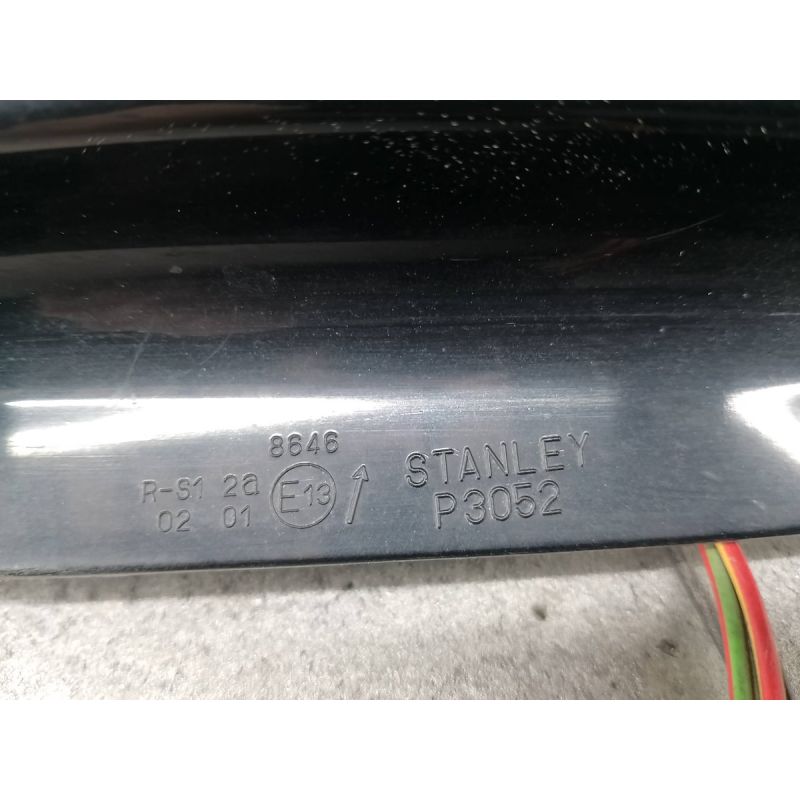 8646
R-S1 2a E13
02 01
STANLEY
P3052